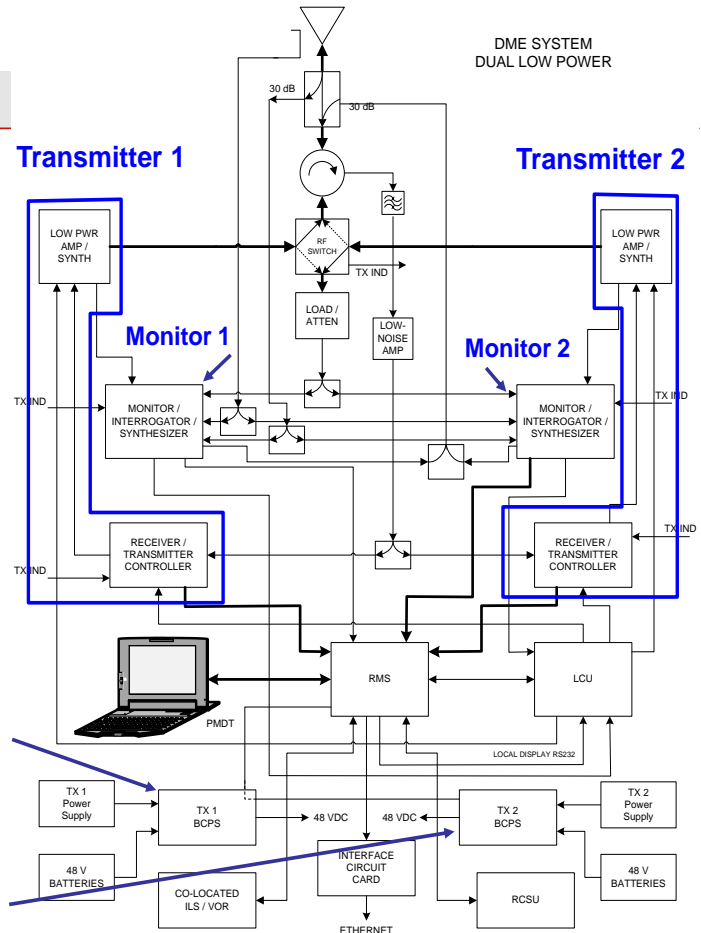 DME SYSTEM
DUAL LOW POWER
30 dB
30 dB
Transmitter 1
Transmitter 2
LOW PWR
AMP /
SYNTH
RF
SWITCH
LOW PWR
AMP /
SYNTH
TX IND
LOAD /
ATTEN
LOW-
NOISE
AMP
Monitor 1
Monitor 2
TX IND
MONITOR /
INTERROGATOR /
SYNTHESIZER
MONITOR /
INTERROGATOR /
SYNTHESIZER
TX IND
RECEIVER /
TRANSMITTER
CONTROLLER
RECEIVER /
TRANSMITTER
CONTROLLER
TX IND
TX IND
RMS
LCU
PMDT
LOCAL DISPLAY RS232
TX 1
Power
Supply
TX 1
BCPS
48 VDC
48 VDC
TX 2
BCPS
TX 2
Power
Supply
48 V
BATTERIES
INTERFACE
CIRCUIT
CARD
48 V
BATTERIES
CO-LOCATED
ILS / VOR
RCSU
ETHERNET